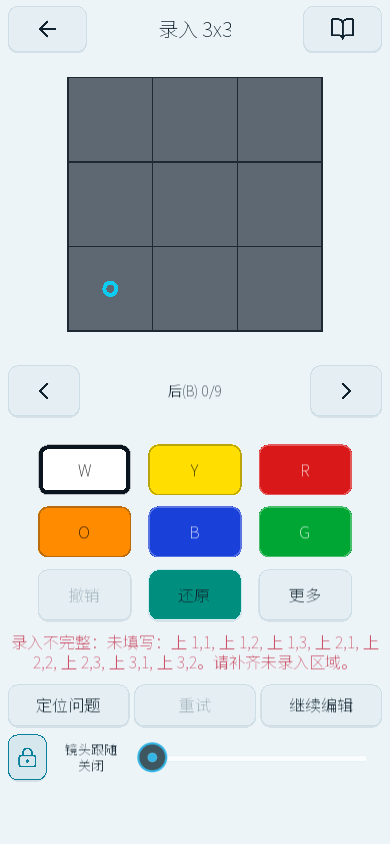 录入 3x3
后(B) 0/9
W
Y
R
O
B
G
撤销
还原
更多
录入不完整：未填写：上 1,1, 上 1,2, 上 1,3, 上 2,1, 上
2,2, 上 2,3, 上 3,1, 上 3,2。请补齐未录入区域。
定位问题
重试
继续编辑
镜头跟随
关闭